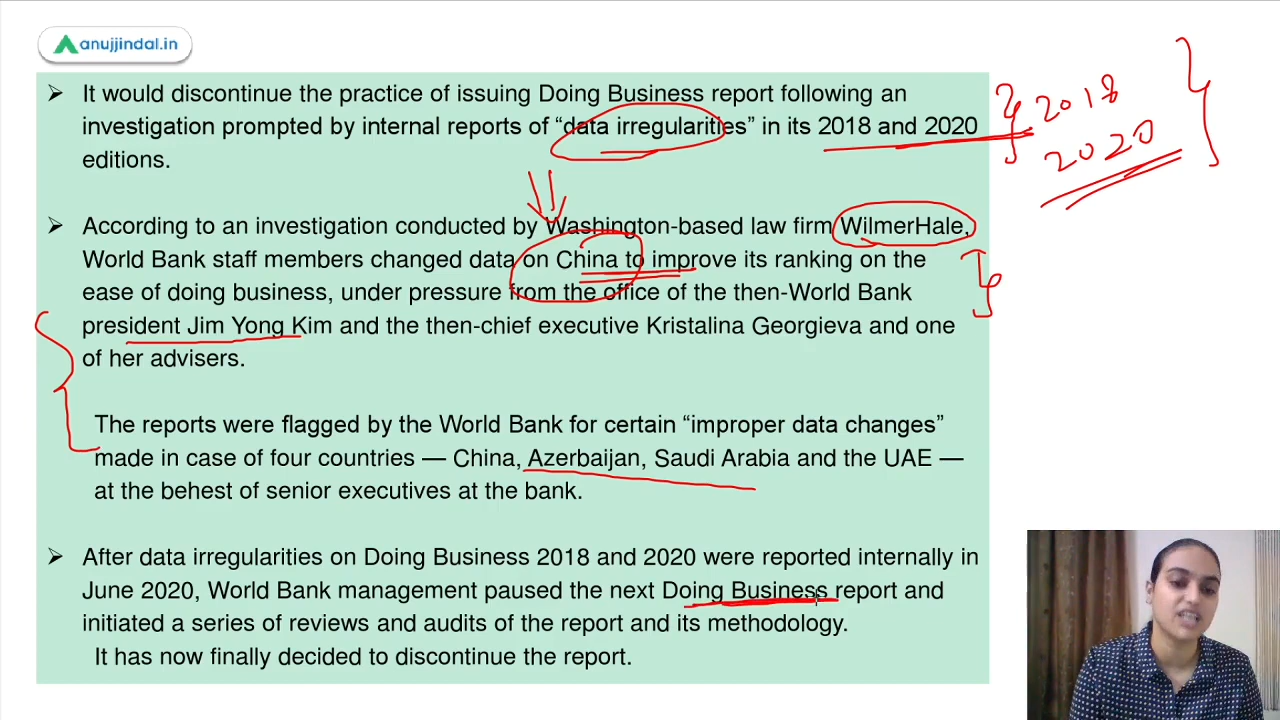 anujjindal.in
➢ It would discontinue the practice of issuing Doing Business report following an
investigation prompted by internal reports of “data irregularities” in its 2018 and 2020
editions.
2018
2020
➢ According to an investigation conducted by Washington-based law firm WilmerHale,
World Bank staff members changed data on China to improve its ranking on the
ease of doing business, under pressure from the office of the then-World Bank
president Jim Yong Kim and the then-chief executive Kristalina Georgieva and one
of her advisers.
The reports were flagged by the World Bank for certain “improper data changes”
made in case of four countries — China, Azerbaijan, Saudi Arabia and the UAE —
at the behest of senior executives at the bank.
➢ After data irregularities on Doing Business 2018 and 2020 were reported internally in
June 2020, World Bank management paused the next Doing Business report and
initiated a series of reviews and audits of the report and its methodology.
It has now finally decided to discontinue the report.